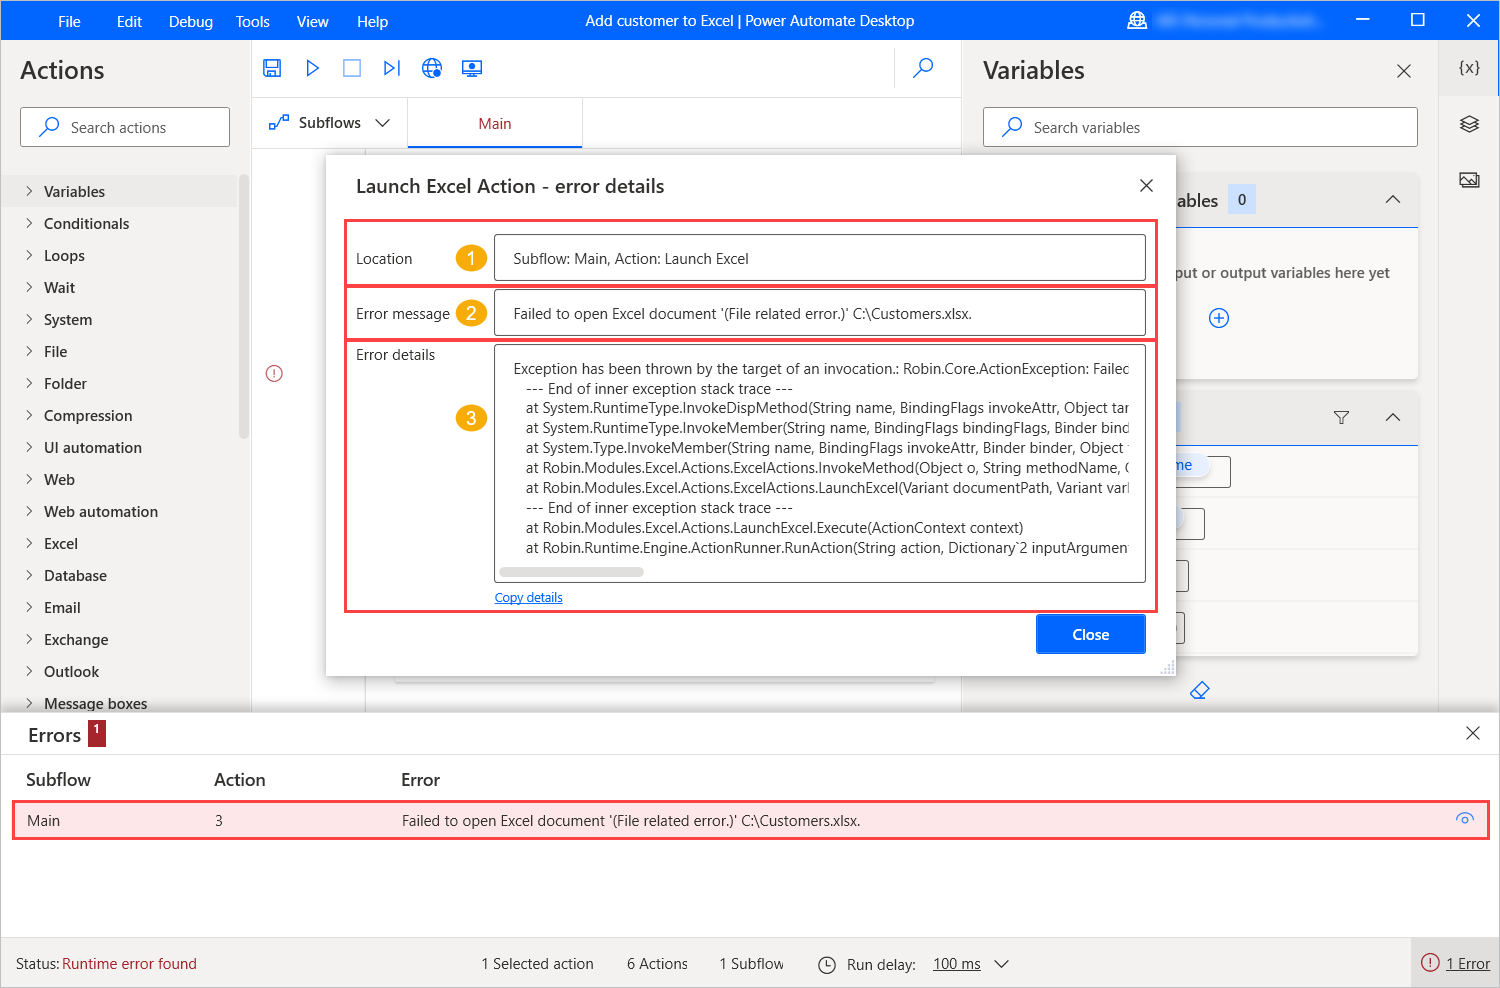 File Edit Debug Tools View Help
Add customer to Excel | Power Automate Desktop
Actions
Search actions
Variables
Conditionals
Loops
Wait
System
File
Folder
Compression
UI automation
Web
Web automation
Excel
Database
Email
Exchange
Outlook
Message boxes
Subflows
Main
Variables
{x}
Search variables
ables 0
put or output variables here yet
me
Launch Excel Action - error details
Location 1 Subflow: Main, Action: Launch Excel
Error message 2 Failed to open Excel document '(File related error.)' C:\Customers.xlsx.
Error details
3
Exception has been thrown by the target of an invocation.: Robin.Core.ActionException: Failed
--- End of inner exception stack trace ---
at System.RuntimeType.InvokeDispMethod(String name, BindingFlags invokeAttr, Object tar
at System.RuntimeType.InvokeMember(String name, BindingFlags bindingFlags, Binder bind
at System.Type.InvokeMember(String name, BindingFlags invokeAttr, Binder binder, Object
at Robin.Modules.Excel.Actions.ExcelActions.InvokeMethod(Object o, String methodName,
at Robin.Modules.Excel.Actions.ExcelActions.LaunchExcel(Variant documentPath, Variant
--- End of inner exception stack trace ---
at Robin.Modules.Excel.Actions.LaunchExcel.Execute(ActionContext context)
at Robin.Runtime.Engine.ActionRunner.RunAction(String action, Dictionary`2 inputArgument
Copy details
Close
Errors 1
Subflow Action Error
Main 3 Failed to open Excel document '(File related error.)' C:\Customers.xlsx.
Status: Runtime error found 1 Selected action 6 Actions 1 Subflow Run delay: 100 ms 1 Error